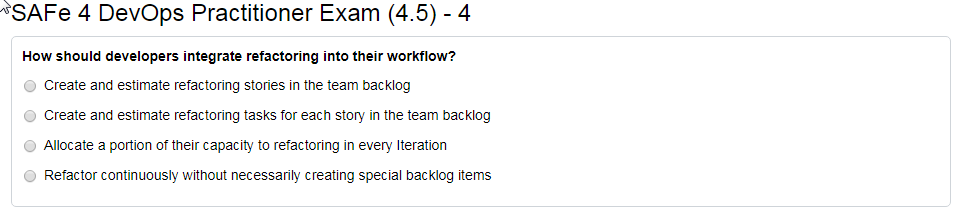 SAFe 4 DevOps Practitioner Exam (4.5) - 4
How should developers integrate refactoring into their workflow?
Create and estimate refactoring stories in the team backlog
Create and estimate refactoring tasks for each story in the team backlog
Allocate a portion of their capacity to refactoring in every Iteration
Refactor continuously without necessarily creating special backlog items